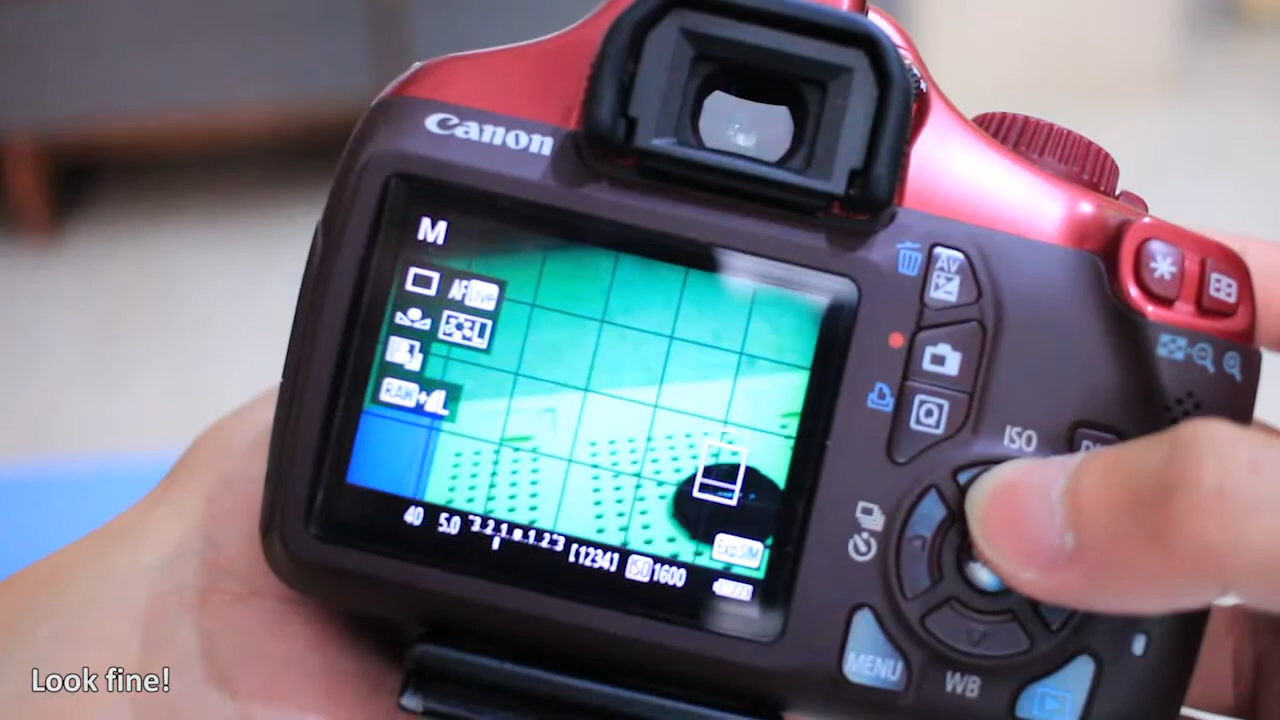 Canon
M
AF Live
L
RAW+L
40 5.0 3..2..1..0..1..2..3 [1234] ISO 1600
Exp.SIM
AV
Q
ISO
MENU
WB
Look fine!